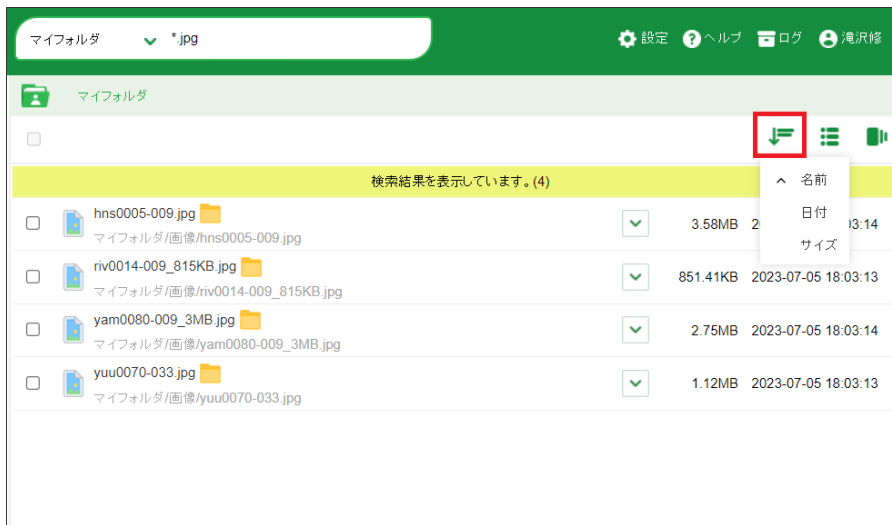 マイフォルダ *.jpg 設定 ヘルプ ログ 滝沢修
マイフォルダ
検索結果を表示しています。(4)
名前
日付
サイズ
hns0005-009.jpg
マイフォルダ/画像/hns0005-009.jpg
3.58MB 2 03:14
riv0014-009_815KB.jpg
マイフォルダ/画像/riv0014-009_815KB.jpg
851.41KB 2023-07-05 18:03:13
yam0080-009_3MB.jpg
マイフォルダ/画像/yam0080-009_3MB.jpg
2.75MB 2023-07-05 18:03:14
yuu0070-033.jpg
マイフォルダ/画像/yuu0070-033.jpg
1.12MB 2023-07-05 18:03:13